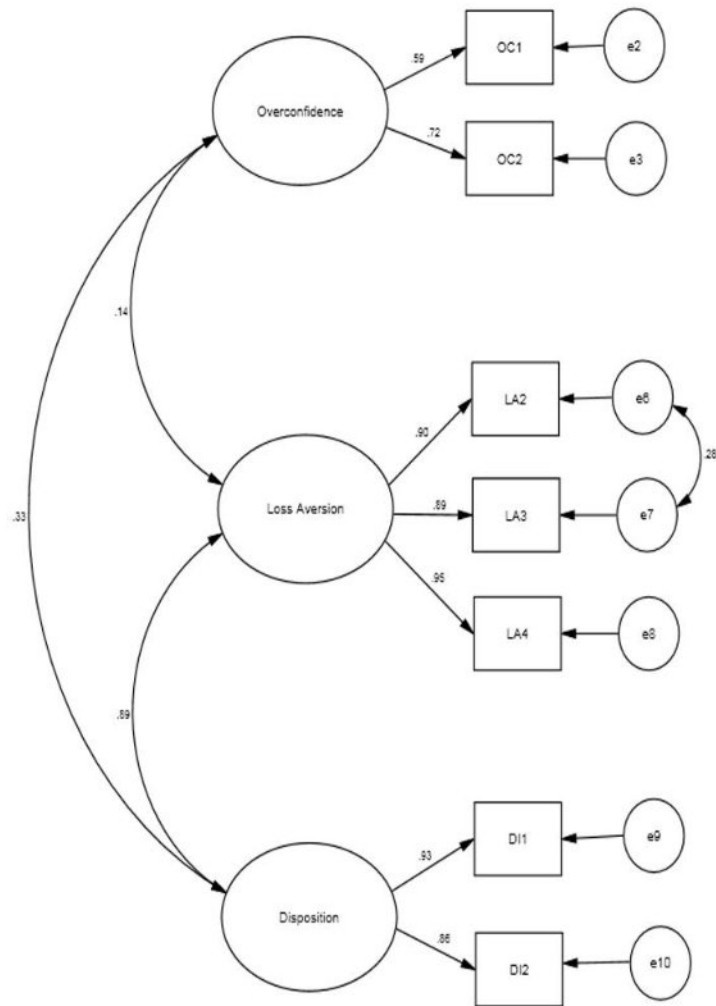 OC1
e2
.59
Overconfidence
.72
OC2
e3
.14
LA2
e6
.90
.28
Loss Aversion
.89
LA3
e7
.33
.95
LA4
e8
.89
DI1
e9
.93
Disposition
.86
DI2
e10